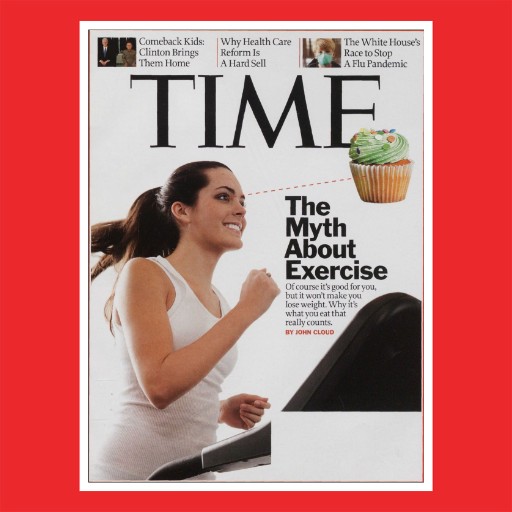 Comeback Kids:
Clinton Brings
Them Home
Why Health Care
Reform Is
A Hard Sell
The White House's
Race to Stop
A Flu Pandemic
TIME
The
Myth
About
Exercise
Of course it's good for you,
but it won't make you
lose weight. Why it's
what you eat that
really counts.
BY JOHN CLOUD